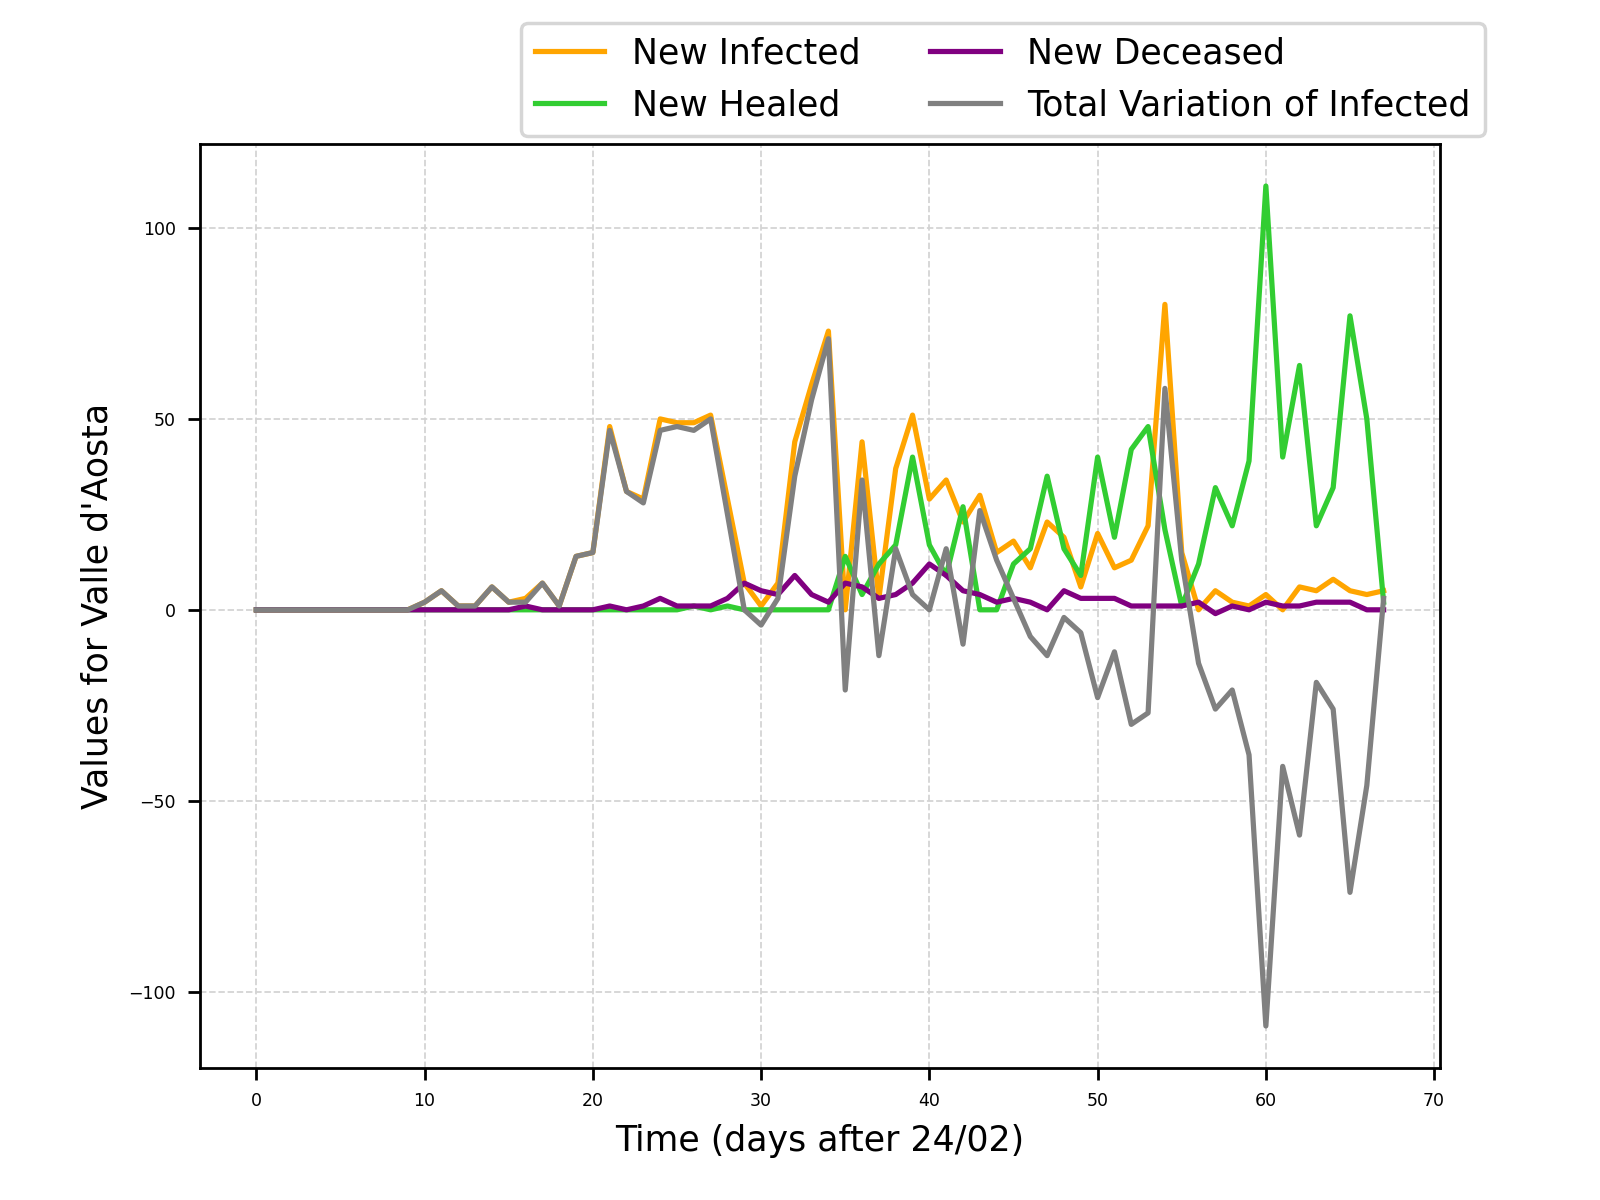 New Infected
New Healed
New Deceased
Total Variation of Infected
Values for Valle d'Aosta
100
50
0
−50
−100
0 10 20 30 40 50 60 70
Time (days after 24/02)